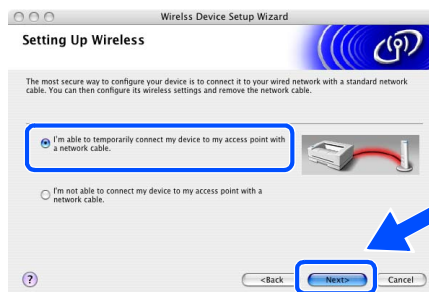 Wirelss Device Setup Wizard
Setting Up Wireless
The most secure way to configure your device is to connect it to your wired network with a standard network
cable. You can then configure its wireless settings and remove the network cable.
I'm able to temporarily connect my device to my access point with
a network cable.
I'm not able to connect my device to my access point with a
network cable.
?
<Back
Next>
Cancel